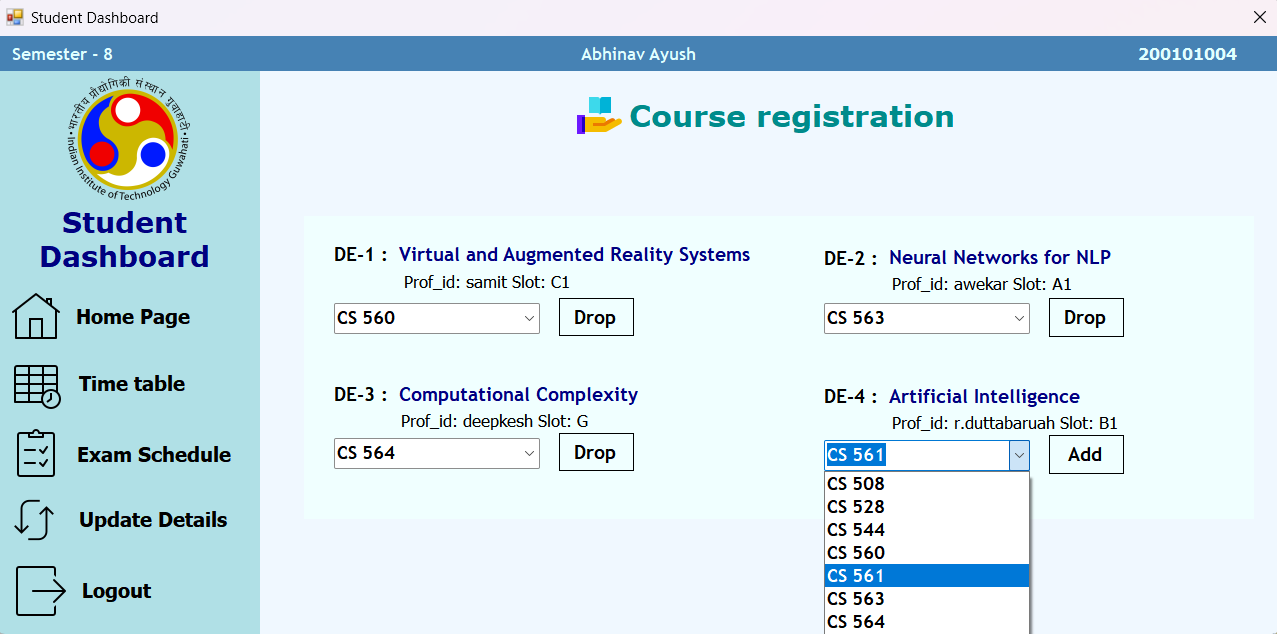 Student Dashboard
Semester - 8
Abhinav Ayush
200101004
भारतीय प्रौद्योगिकी संस्थान गुवाहाटी
Indian Institute of Technology Guwahati
Student
Dashboard
Home Page
Time table
Exam Schedule
Update Details
Logout
Course registration
DE-1 : Virtual and Augmented Reality Systems
Prof_id: samit Slot: C1
CS 560
Drop
DE-2 : Neural Networks for NLP
Prof_id: awekar Slot: A1
CS 563
Drop
DE-3 : Computational Complexity
Prof_id: deepkesh Slot: G
CS 564
Drop
DE-4 : Artificial Intelligence
Prof_id: r.duttabaruah Slot: B1
CS 561
Add
CS 508
CS 528
CS 544
CS 560
CS 561
CS 563
CS 564